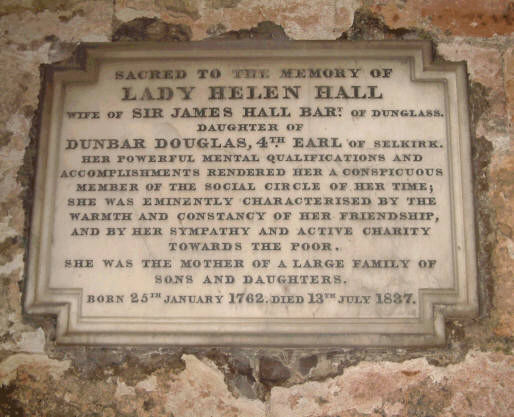 SACRED TO THE MEMORY OF
LADY HELEN HALL
WIFE OF SIR JAMES HALL BART. OF DUNGLASS.
DAUGHTER OF
DUNBAR DOUGLAS, 4TH EARL OF SELKIRK.
HER POWERFUL MENTAL QUALIFICATIONS AND
ACCOMPLISHMENTS RENDERED HER A CONSPICUOUS
MEMBER OF THE SOCIAL CIRCLE OF HER TIME;
SHE WAS EMINENTLY CHARACTERISED BY THE
WARMTH AND CONSTANCY OF HER FRIENDSHIP,
AND BY HER SYMPATHY AND ACTIVE CHARITY
TOWARDS THE POOR.
SHE WAS THE MOTHER OF A LARGE FAMILY OF
SONS AND DAUGHTERS.
BORN 25TH JANUARY 1762. DIED 13TH JULY 1837.